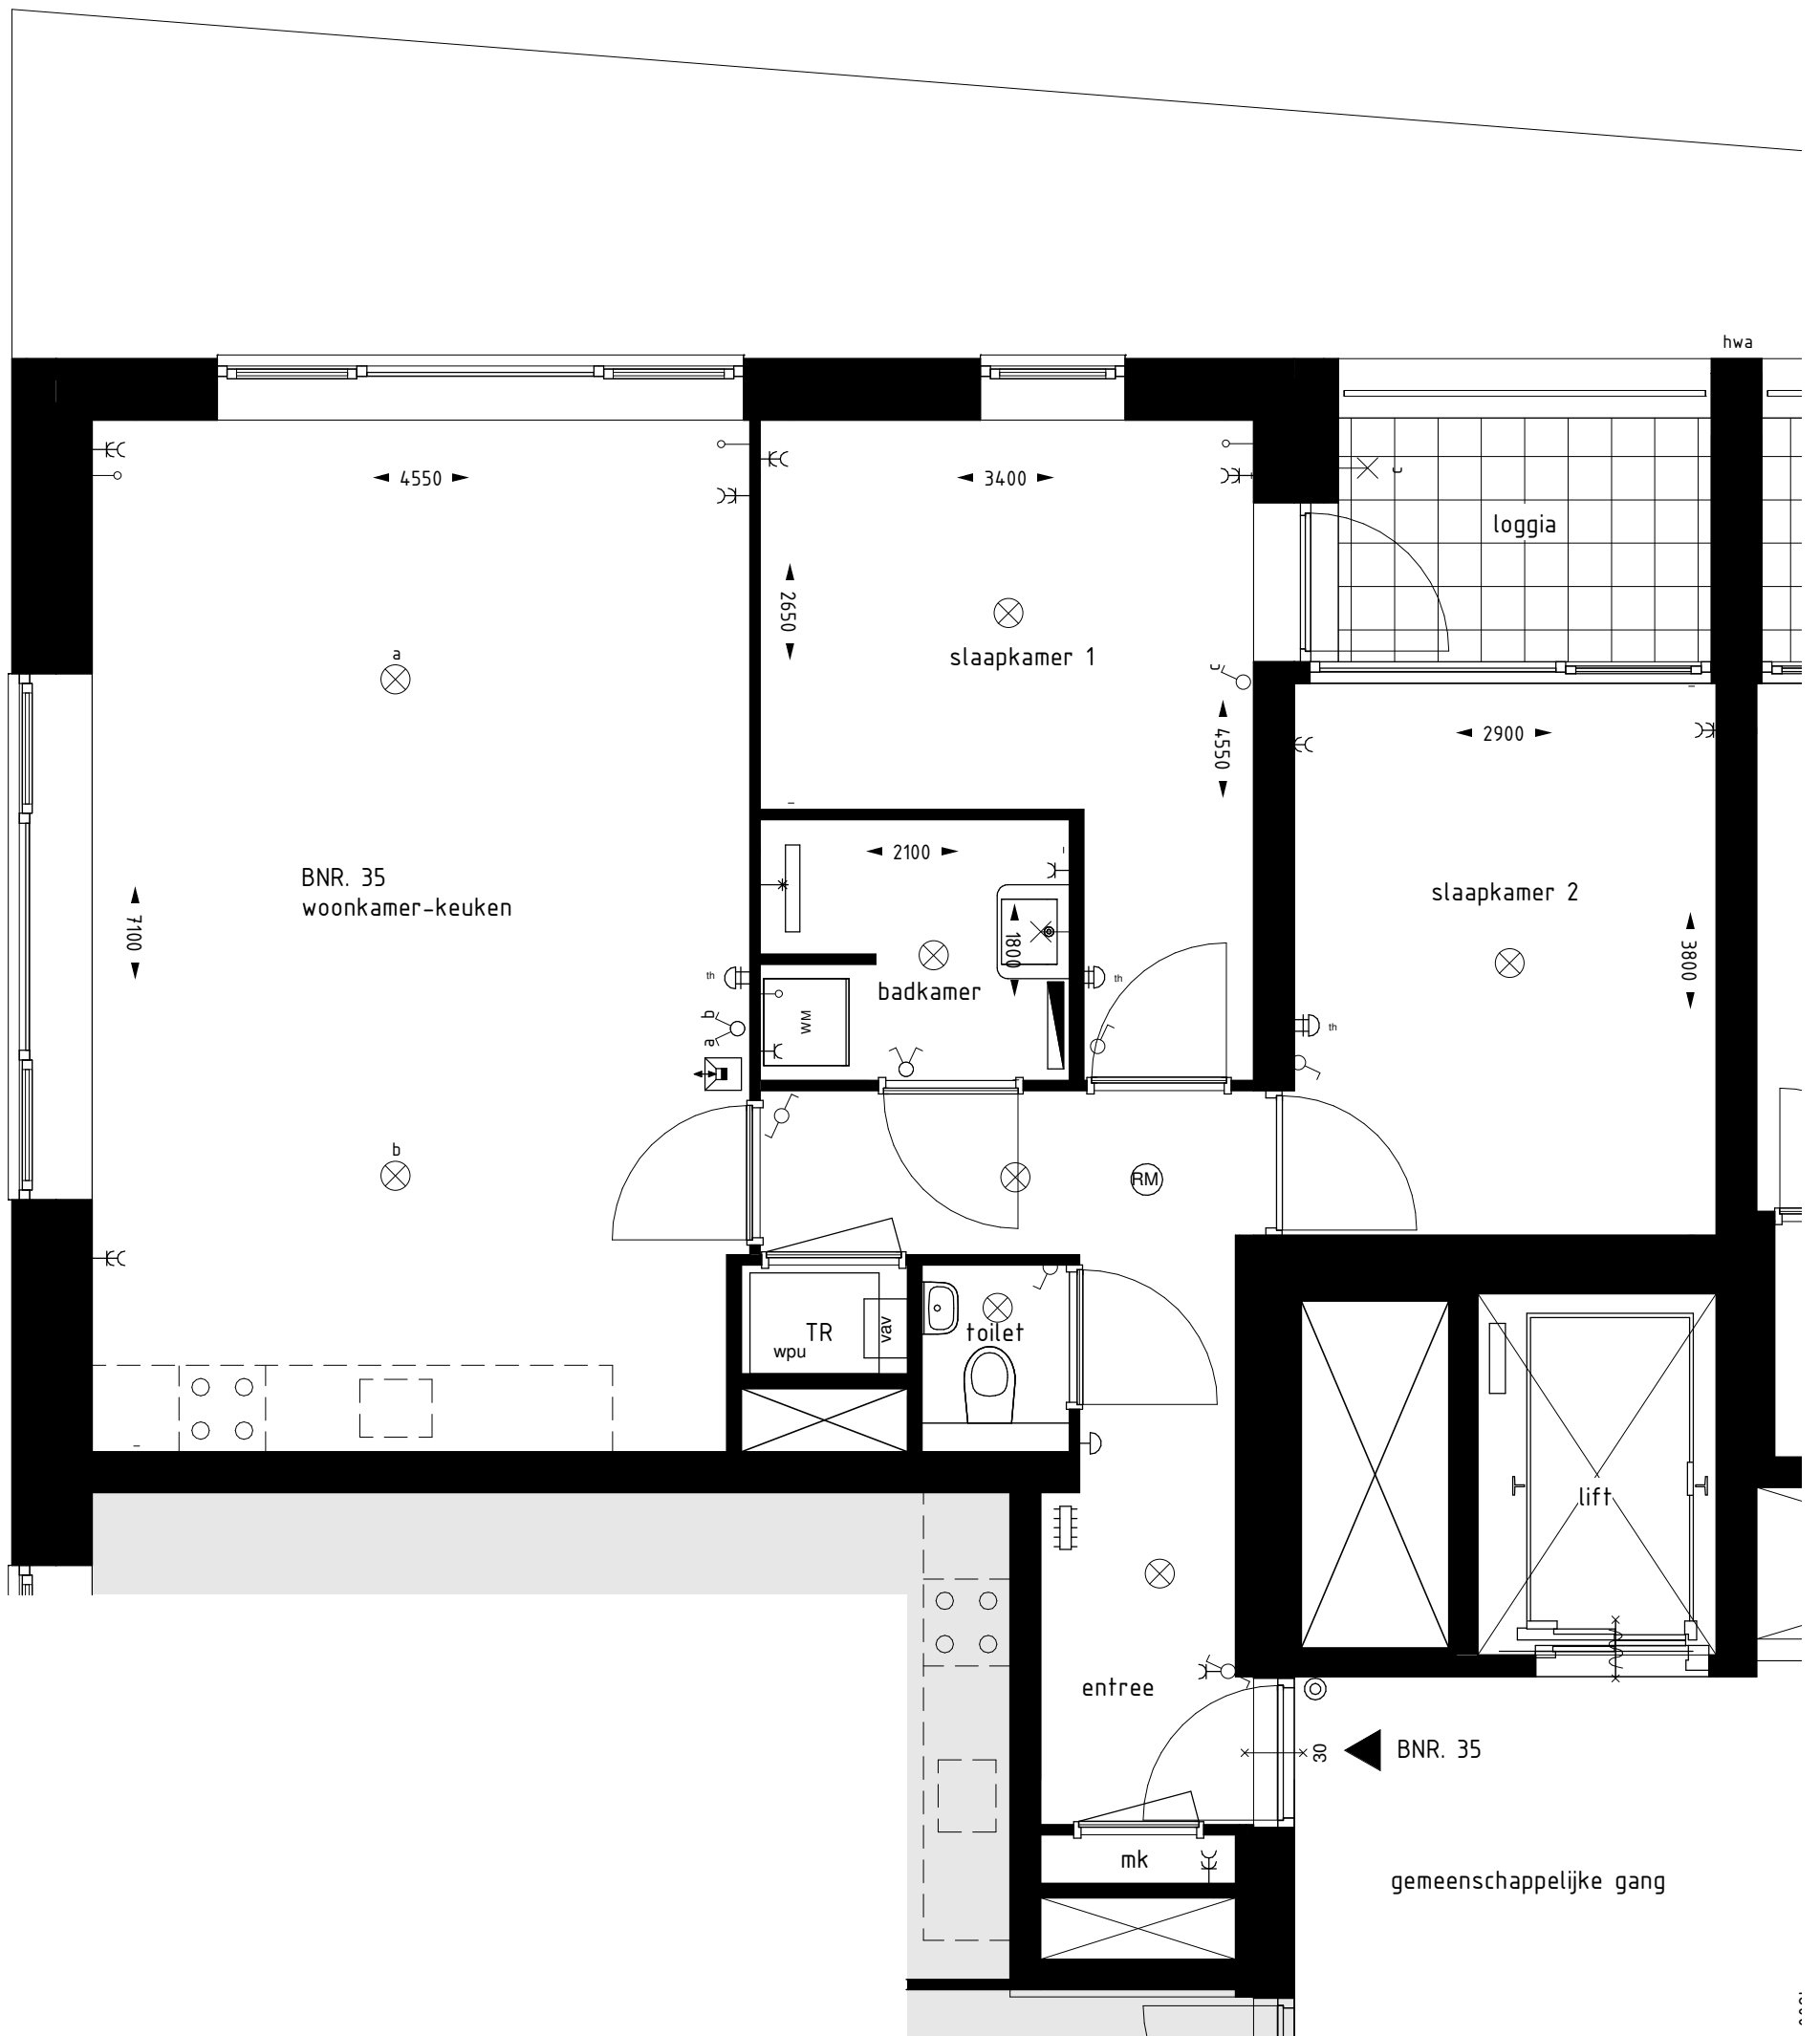 hwa
4550
3400
loggia
2650
slaapkamer 1
a
c
c
4550
2900
BNR. 35
woonkamer-keuken
7100
2100
slaapkamer 2
1800
3800
badkamer
th
th
th
WM
a b
b
RM
TR
wpu
vav
toilet
lift
entree
30
BNR. 35
mk
gemeenschappelijke gang